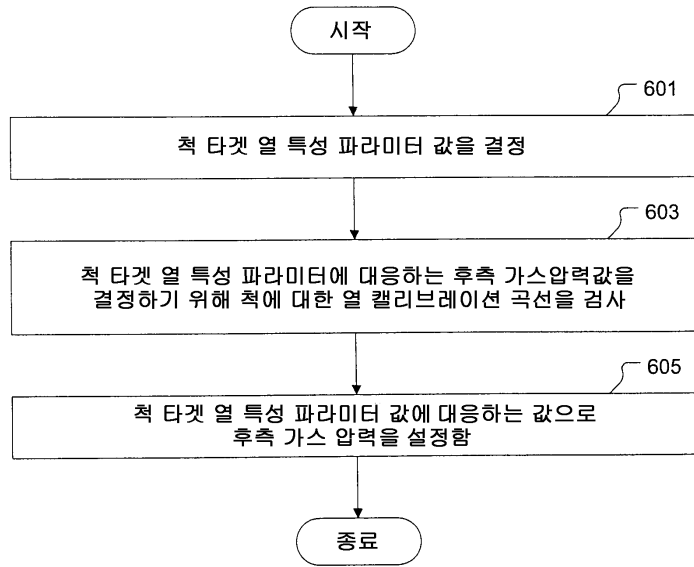 시작
601
척 타겟 열 특성 파라미터 값을 결정
603
척 타겟 열 특성 파라미터에 대응하는 후측 가스압력값을
결정하기 위해 척에 대한 열 캘리브레이션 곡선을 검사
605
척 타겟 열 특성 파라미터 값에 대응하는 값으로
후측 가스 압력을 설정함
종료